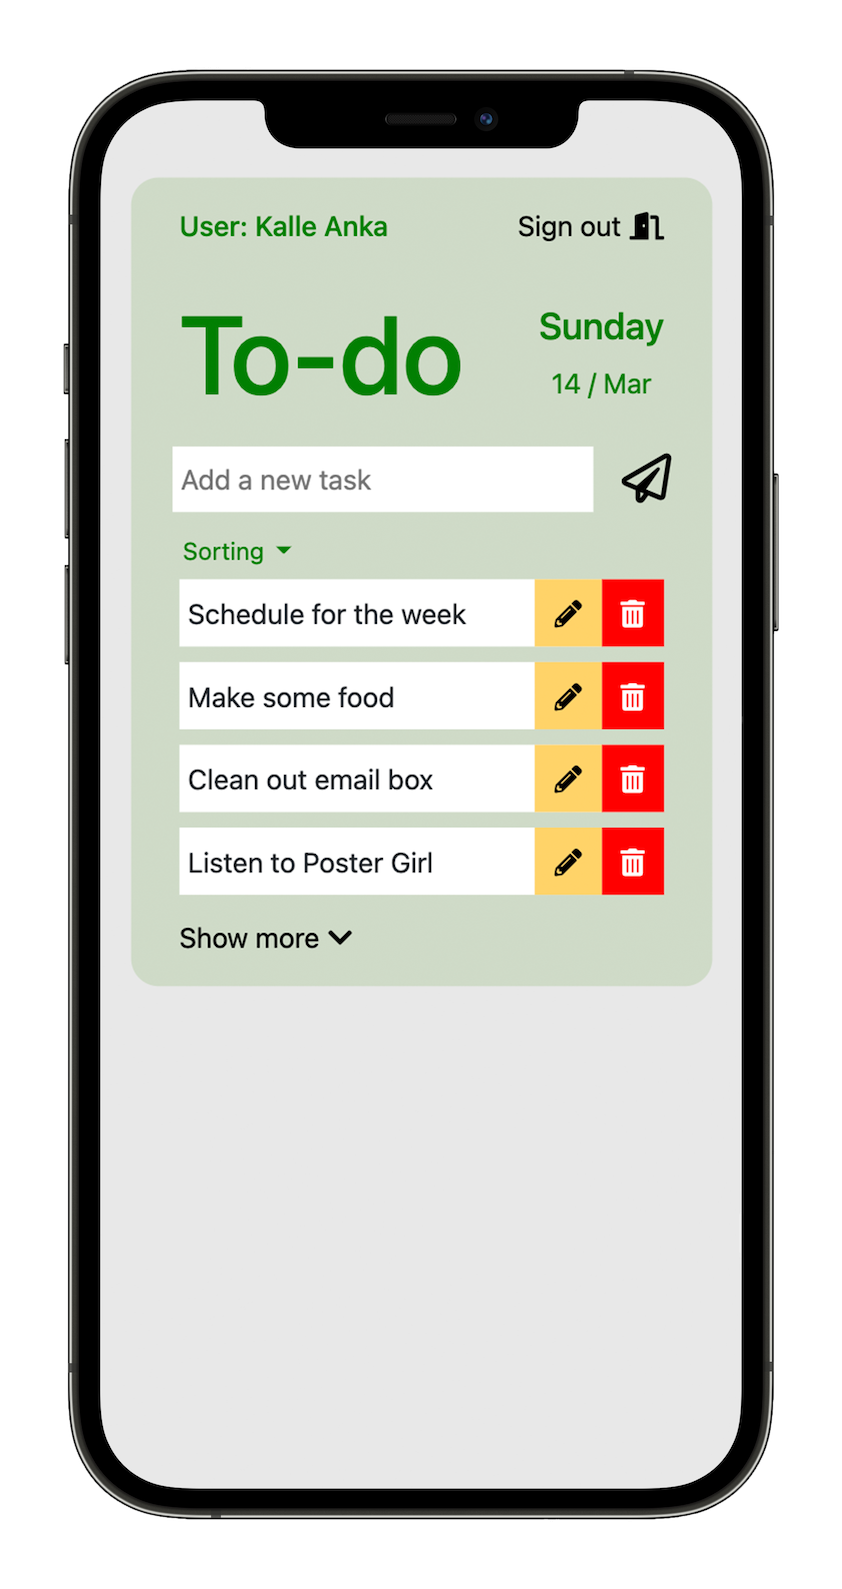 User: Kalle Anka
Sign out
To-do
Sunday
14 / Mar
Add a new task
Sorting
Schedule for the week
Make some food
Clean out email box
Listen to Poster Girl
Show more